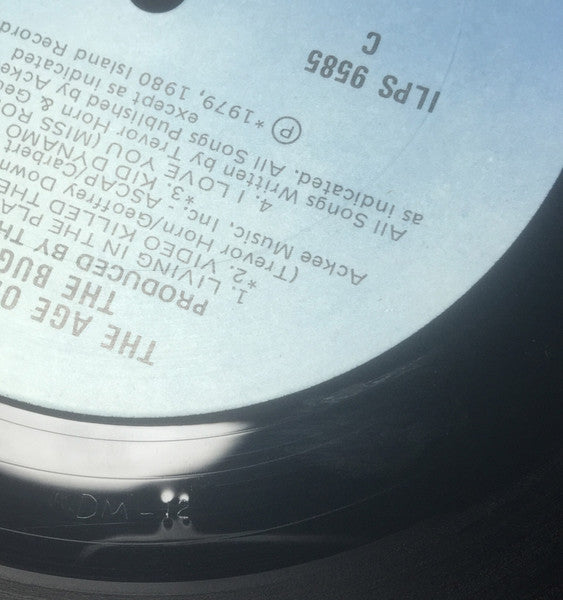 THE AGE OF
THE BUG
PRODUCED BY TH
1. LIVING IN THE PLA
*2. VIDEO KILLED THE
(Trevor Horn/Geoffrey Down
Ackee Music, Inc. ASCAP/Carbert
*3. KID DYNAMO
4. I LOVE YOU (MISS RO
All Songs Written by Trevor Horn & Geo
as indicated. All Songs Published by Acke
except as indicated
℗ *1979, 1980 Island Record
ILPS 9585
C
DM-12